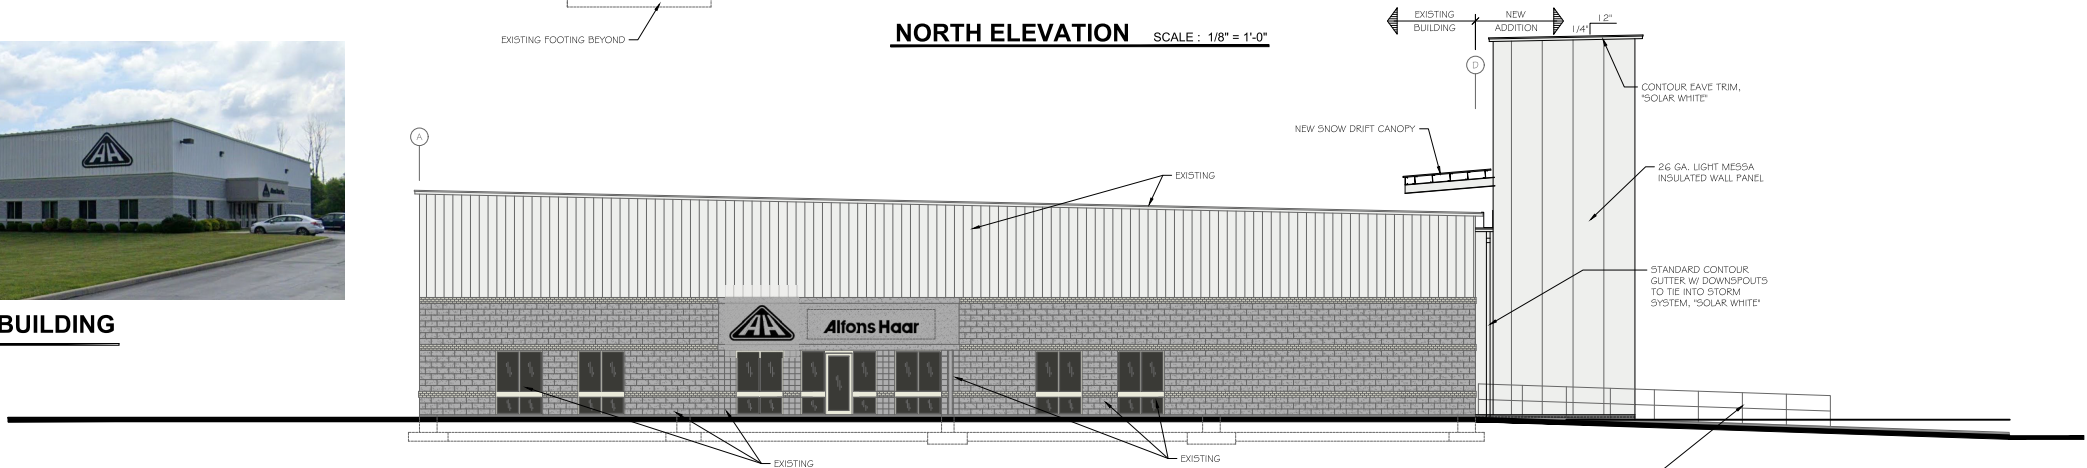 EXISTING FOOTING BEYOND
NORTH ELEVATION SCALE : 1/8" = 1'-0"
EXISTING
BUILDING
NEW
ADDITION
12"
1/4"
D
CONTOUR EAVE TRIM,
"SOLAR WHITE"
A
NEW SNOW DRIFT CANOPY
AH
26 GA. LIGHT MESSA
INSULATED WALL PANEL
EXISTING
STANDARD CONTOUR
GUTTER W/ DOWNSPOUTS
TO TIE INTO STORM
SYSTEM, "SOLAR WHITE"
BUILDING
AH
Alfons Haar
EXISTING
EXISTING